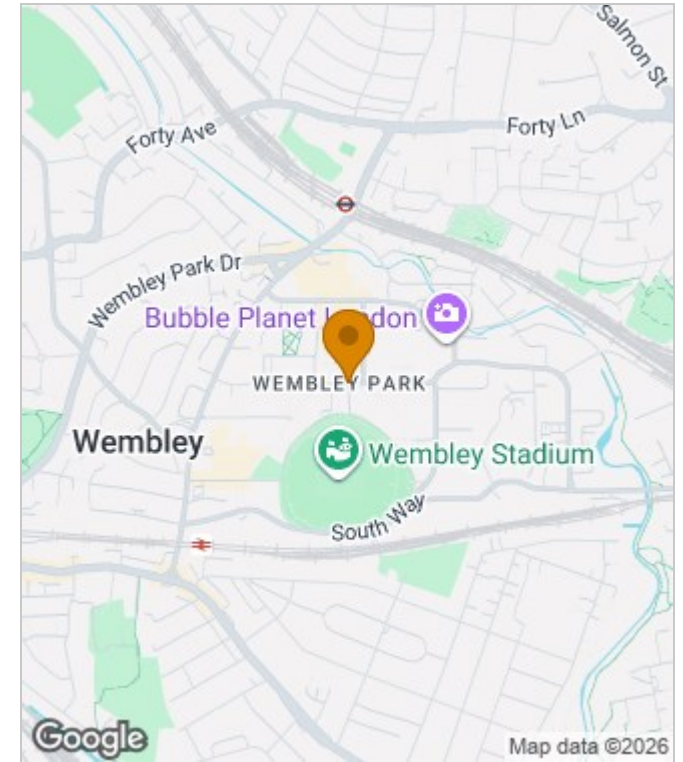 Salmon St
Forty Ln
Forty Ave
Wembley Park Dr
Bubble Planet L don
WEMBLEY PARK
Wembley
Wembley Stadium
South Way
Google
Map data ©2026